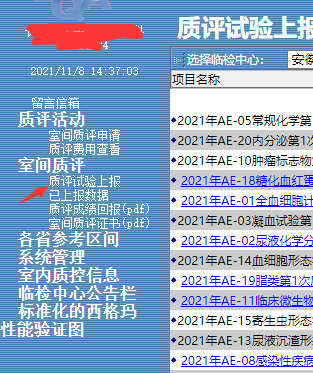 2021/11/8 14:37:03
留言信箱
质评活动
室间质评申请
质评费用查看
室间质评
质评试验上报
已上报数据
质评成绩回报(pdf)
室间质评证书(pdf)
各省参考区间
系统管理
室内质控信息
临检中心公告栏
标准化的西格玛
性能验证图
质评试验上报
选择临检中心：
安徽
项目名称
2021年AE-05常规化学第
2021年AE-20内分泌第1次
2021年AE-10肿瘤标志物
2021年AE-18糖化血红蛋
2021年AE-01全血细胞计
2021年AE-03凝血试验第
2021年AE-02尿液化学分
2021年AE-14血细胞形态
2021年AE-19脂类第1次
2021年AE-11临床微生物
2021年AE-15寄生虫形态
2021年AE-13尿液沉渣形
2021年AE-08感染性疾病